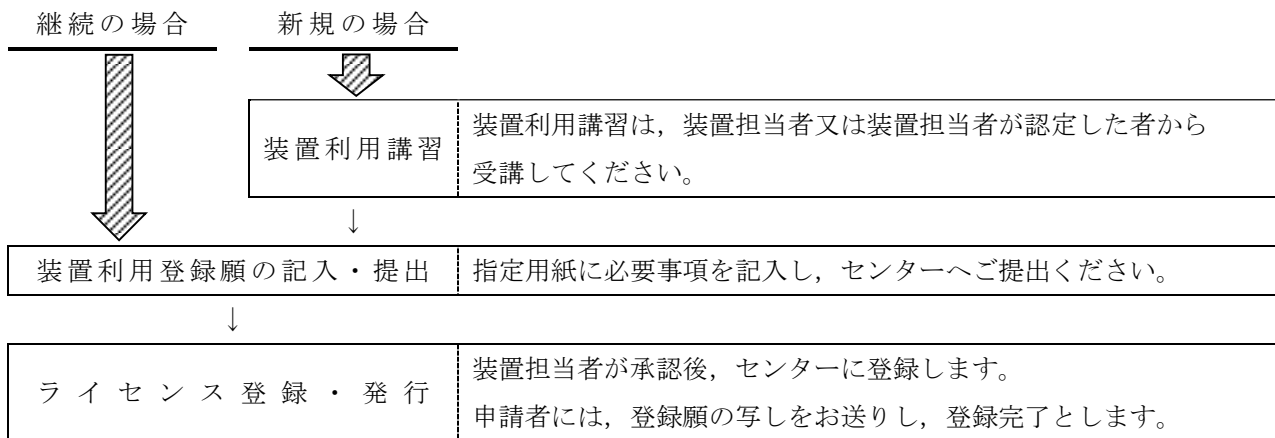 継続の場合
新規の場合
装置利用講習
装置利用講習は，装置担当者又は装置担当者が認定した者から
受講してください。
↓
装置利用登録願の記入・提出
指定用紙に必要事項を記入し，センターへご提出ください。
↓
ライセンス登録・発行
装置担当者が承認後，センターに登録します。
申請者には，登録願の写しをお送りし，登録完了とします。